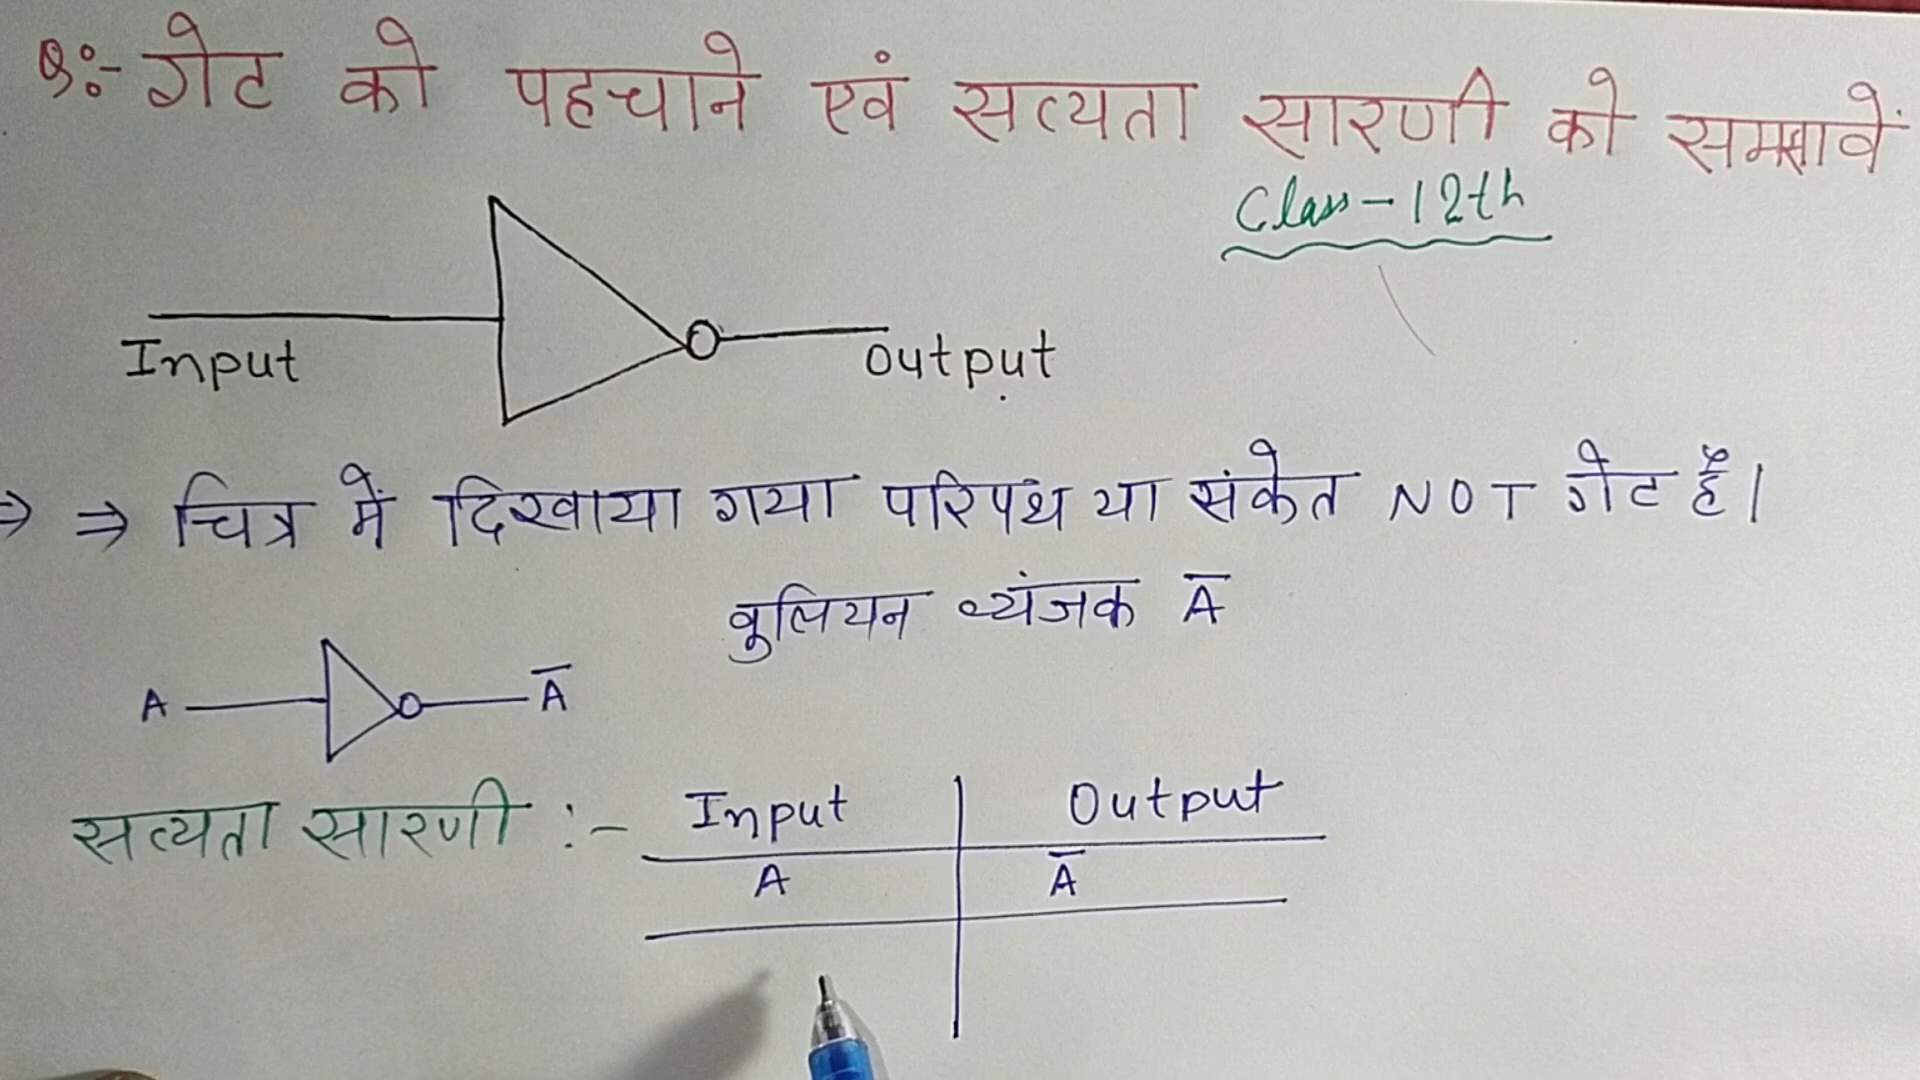 Q:- गेट को पहचाने एवं सत्यता सारणी को समझावें
Class-12th
Input
Output
⇒ ⇒ चित्र में दिखाया गया परिपथ या संकेत NOT गेट हैं।
वुलियन व्यंजक A̅
A A̅
सत्यता सारणी :- Input Output
A A̅